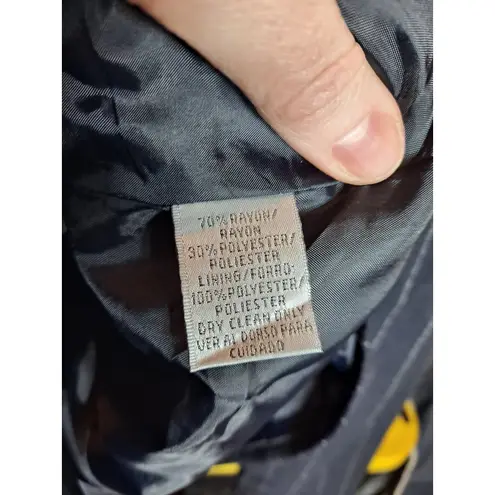 70% RAYON/
RAYON
30% POLYESTER/
POLIESTER
LINING/FORRO:
100% POLYESTER/
POLIESTER
DRY CLEAN ONLY
VER AL DORSO PARA
CUIDADO